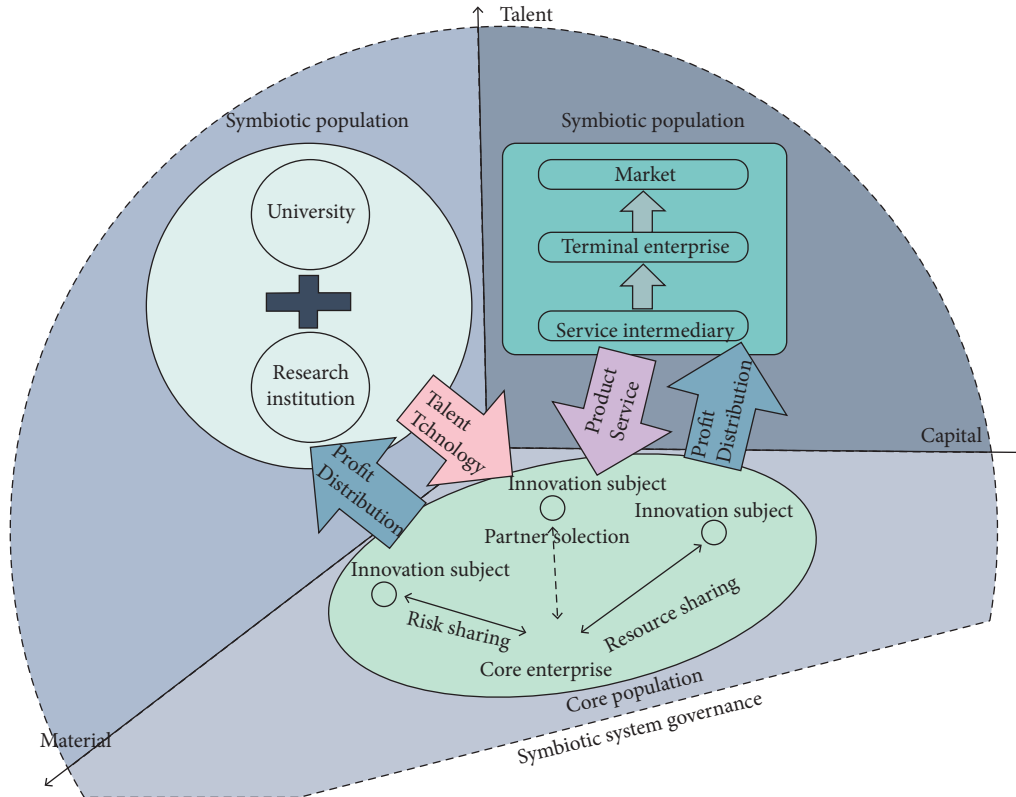 Talent
Symbiotic population
University
Research
institution
Symbiotic population
Market
Terminal enterprise
Service intermediary
Talent
Tchnology
Profit
Distribution
Product
Service
Profit
Distribution
Capital
Innovation subject
Innovation subject
Partner solection
Innovation subject
Risk sharing
Resource sharing
Core enterprise
Core population
Symbiotic system governance
Material